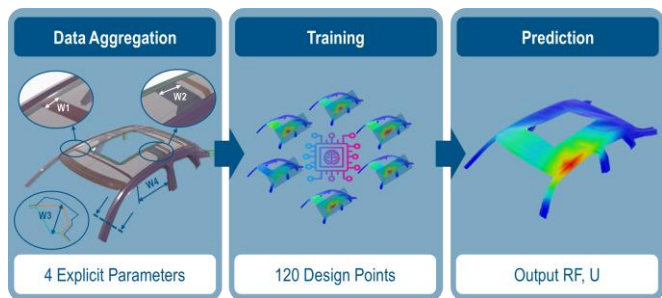 Data Aggregation
W1
W2
W3
W4
4 Explicit Parameters
Training
120 Design Points
Prediction
Output RF, U